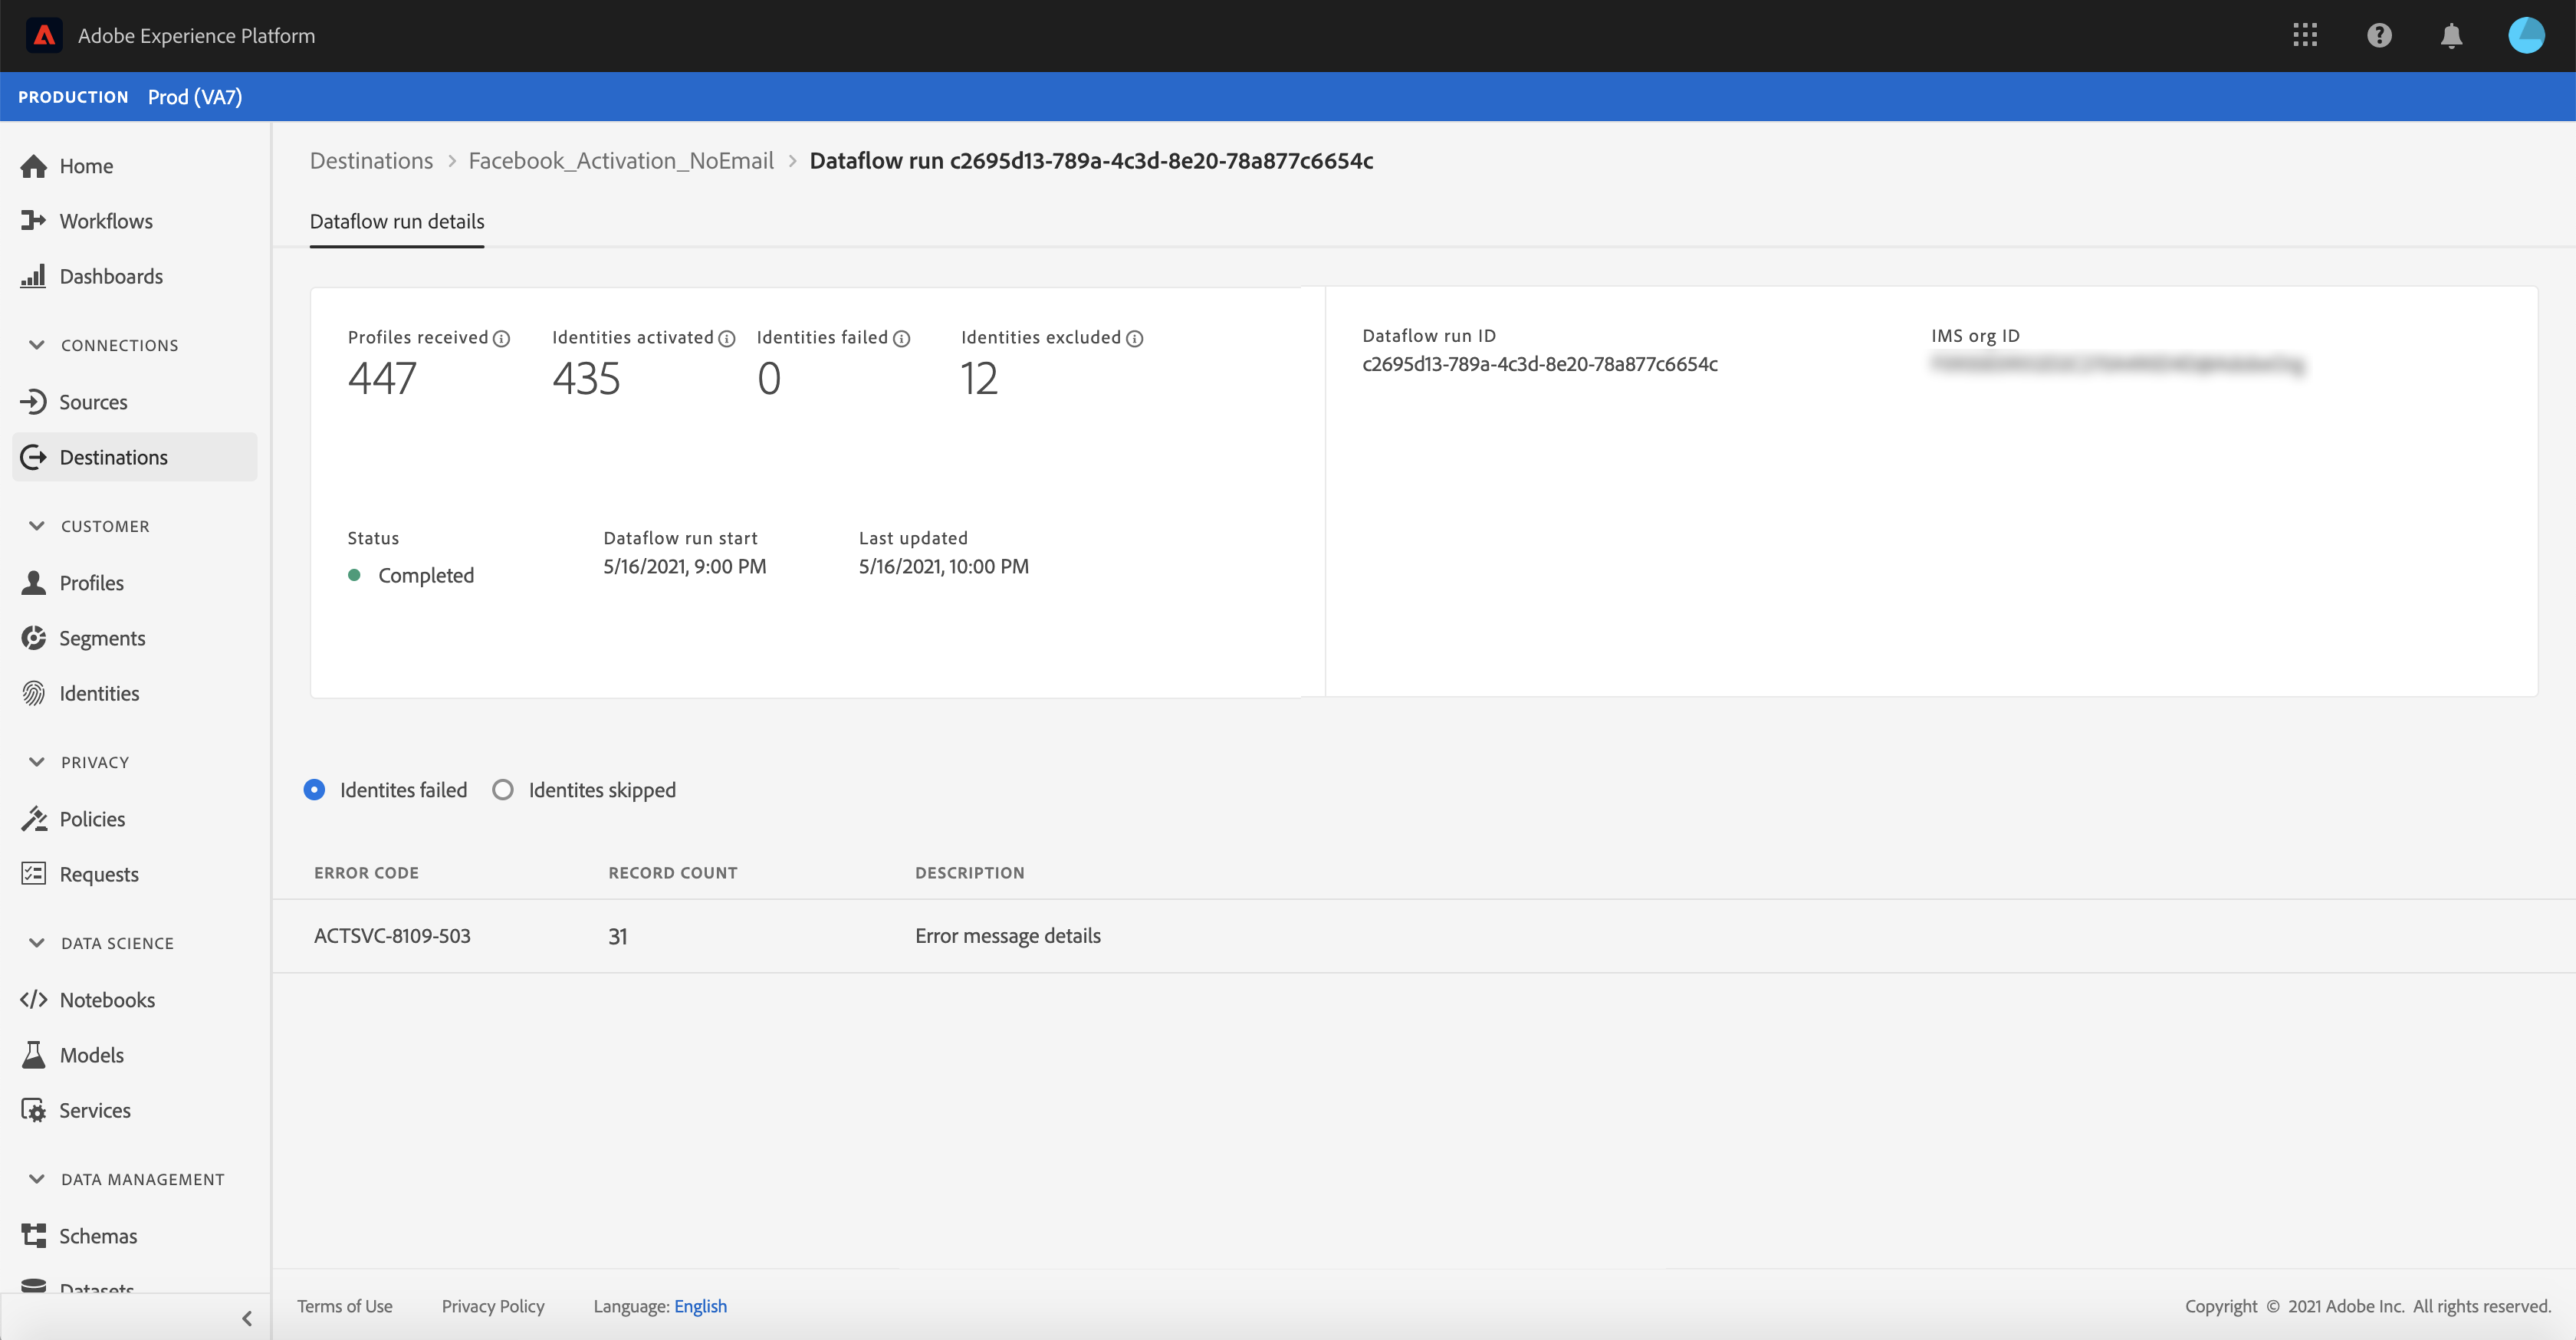 Adobe Experience Platform
PRODUCTION Prod (VA7)
Home
Workflows
Dashboards
CONNECTIONS
Sources
Destinations
CUSTOMER
Profiles
Segments
Identities
PRIVACY
Policies
Requests
DATA SCIENCE
Notebooks
Models
Services
DATA MANAGEMENT
Schemas
Datasets
Destinations > Facebook_Activation_NoEmail > Dataflow run c2695d13-789a-4c3d-8e20-78a877c6654c
Dataflow run details
Profiles received Identities activated Identities failed Identities excluded
447 435 0 12
Status Dataflow run start Last updated
Completed 5/16/2021, 9:00 PM 5/16/2021, 10:00 PM
Dataflow run ID IMS org ID
c2695d13-789a-4c3d-8e20-78a877c6654c
Identites failed Identites skipped
ERROR CODE RECORD COUNT DESCRIPTION
ACTSVC-8109-503 31 Error message details
Terms of Use Privacy Policy Language: English Copyright © 2021 Adobe Inc. All rights reserved.